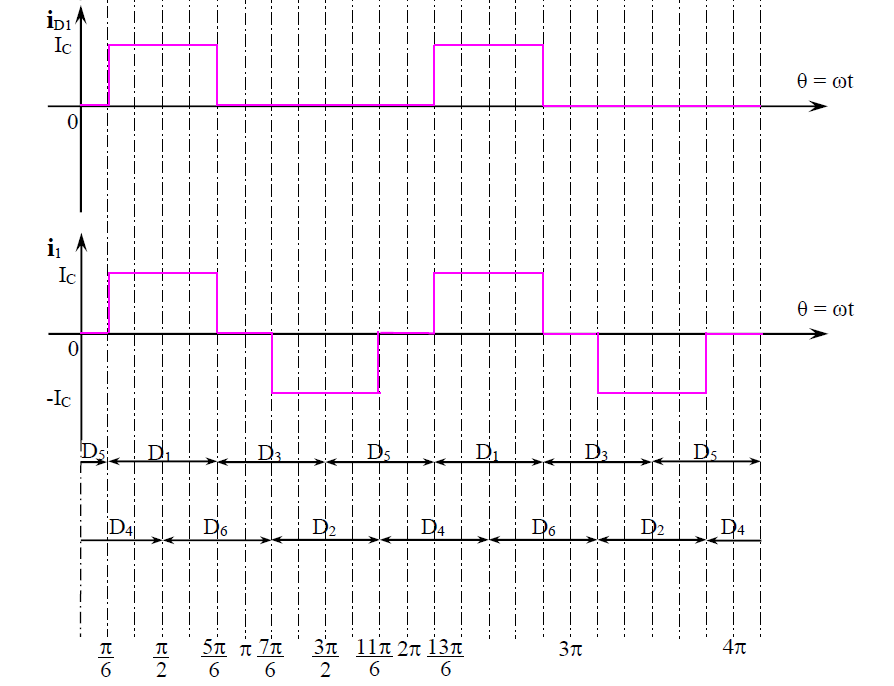 iD1
IC
θ = ωt
0
i1
IC
θ = ωt
0
-IC
D5 D1 D3 D5 D1 D3 D5
D4 D6 D2 D4 D6 D2 D4
π/6 π/2 5π/6 π 7π/6 3π/2 11π/6 2π 13π/6 3π 4π